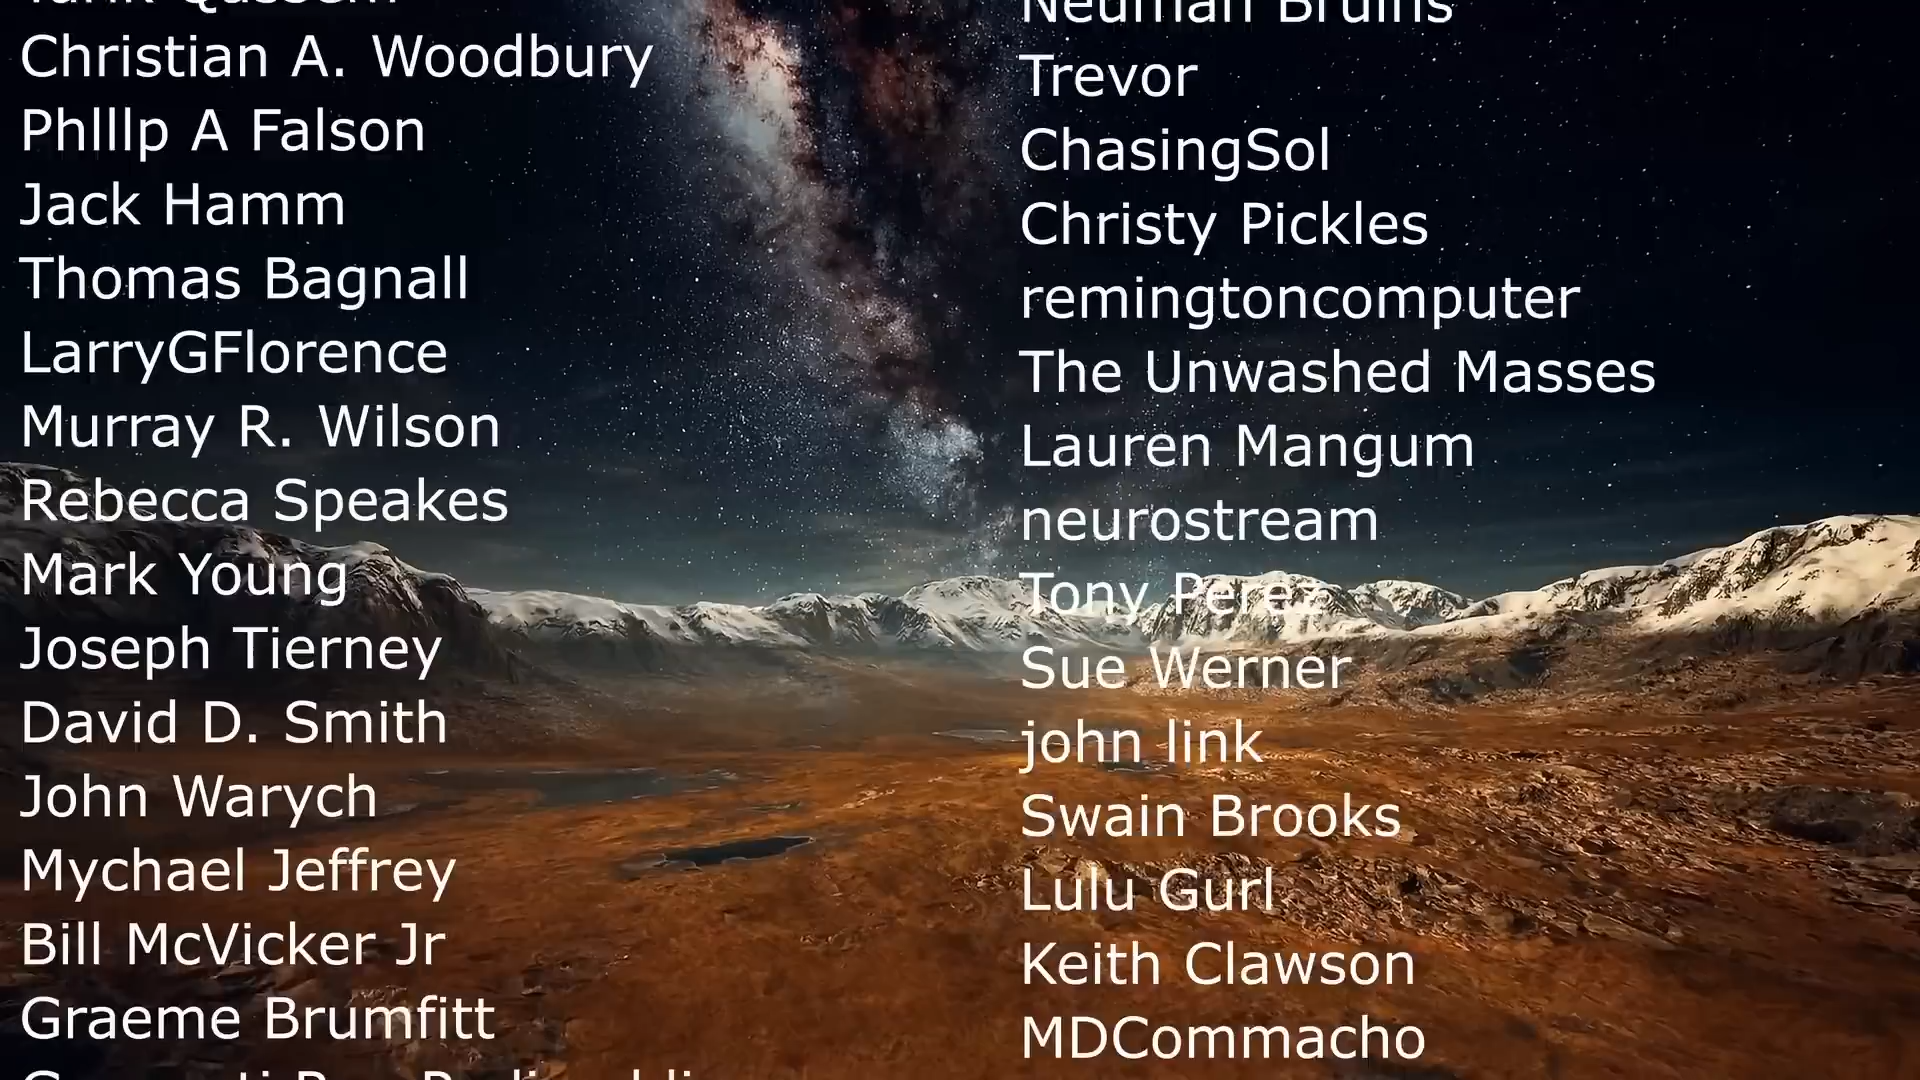 Christian A. Woodbury
Phlllp A Falson
Jack Hamm
Thomas Bagnall
LarryGFlorence
Murray R. Wilson
Rebecca Speakes
Mark Young
Joseph Tierney
David D. Smith
John Warych
Mychael Jeffrey
Bill McVicker Jr
Graeme Brumfitt
Neuman Bruins
Trevor
ChasingSol
Christy Pickles
remingtoncomputer
The Unwashed Masses
Lauren Mangum
neurostream
Tony Perez
Sue Werner
john link
Swain Brooks
Lulu Gurl
Keith Clawson
MDCommacho